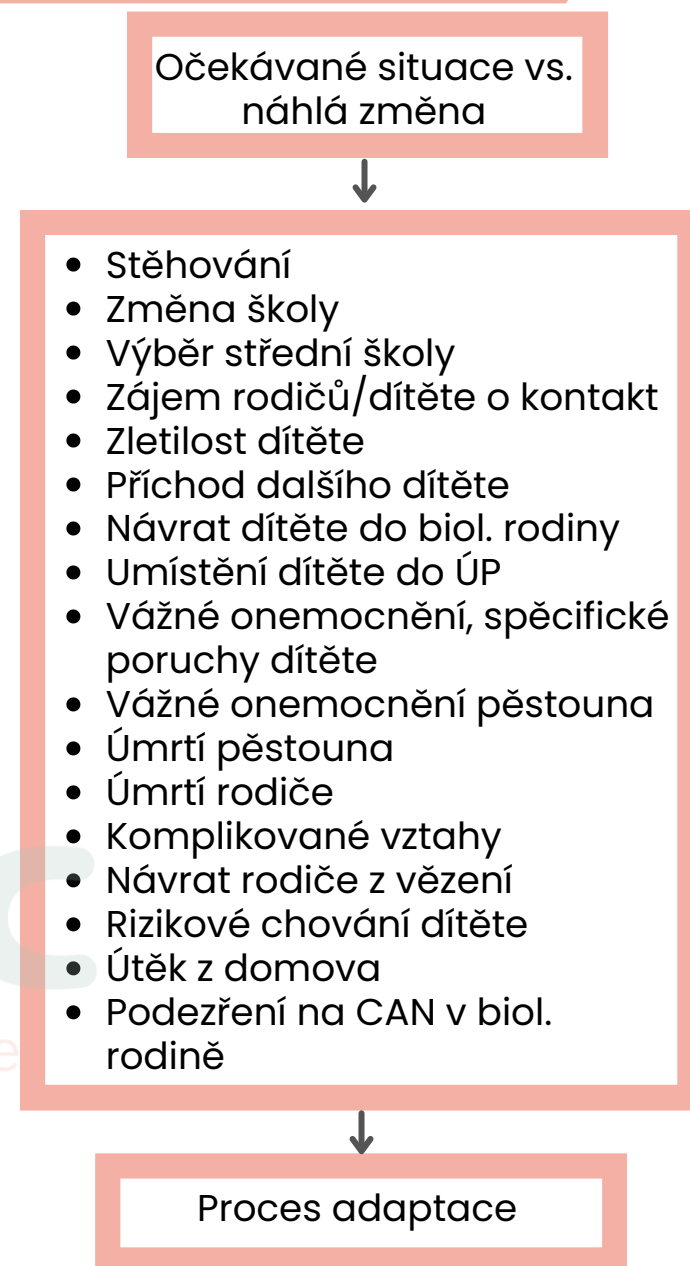 Očekávané situace vs.
náhlá změna
• Stěhování
• Změna školy
• Výběr střední školy
• Zájem rodičů/dítěte o kontakt
• Zletilost dítěte
• Příchod dalšího dítěte
• Návrat dítěte do biol. rodiny
• Umístění dítěte do ÚP
• Vážné onemocnění, spěcifické
poruchy dítěte
• Vážné onemocnění pěstouna
• Úmrtí pěstouna
• Úmrtí rodiče
• Komplikované vztahy
• Návrat rodiče z vězení
• Rizikové chování dítěte
• Útěk z domova
• Podezření na CAN v biol.
rodině
Proces adaptace